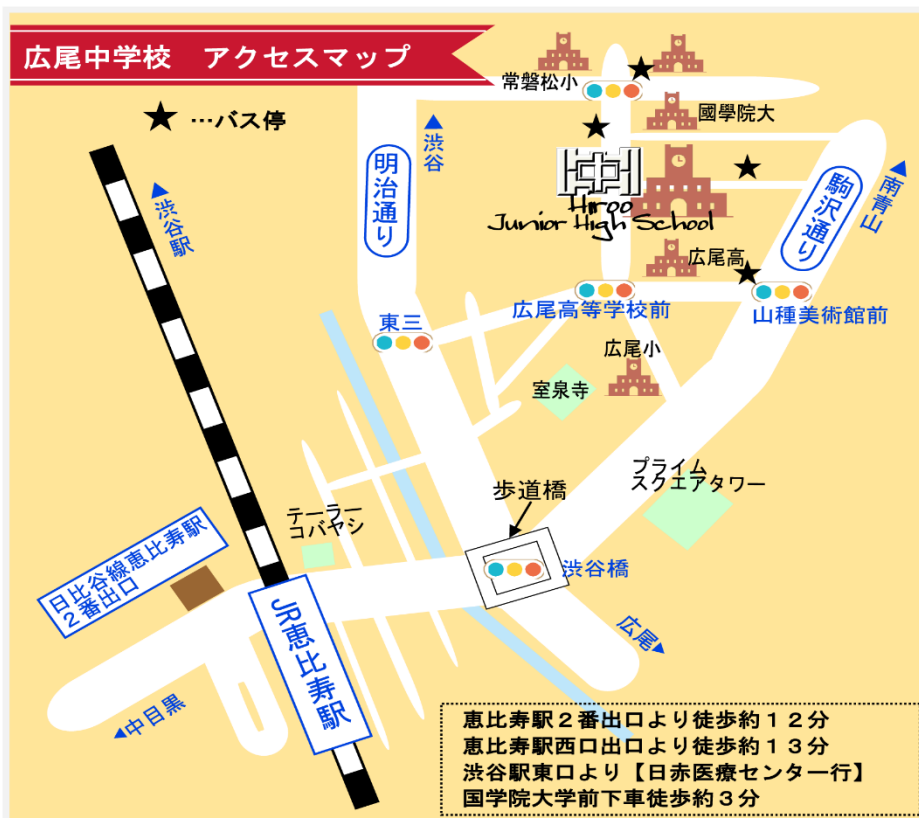 広尾中学校 アクセスマップ
★…バス停
常磐松小
國學院大
▲渋谷
明治通り
▲渋谷駅
Hiroo
Junior High School
駒沢通り
▲南青山
広尾高
広尾高等学校前
山種美術館前
東三
広尾小
室泉寺
プライム
スクエアタワー
歩道橋
テーラー
コバヤシ
渋谷橋
日比谷線恵比寿駅
2番出口
JR恵比寿駅
広尾▶
◀中目黒
恵比寿駅2番出口より徒歩約12分
恵比寿駅西口出口より徒歩約13分
渋谷駅東口より【日赤医療センター行】
国学院大学前下車徒歩約3分